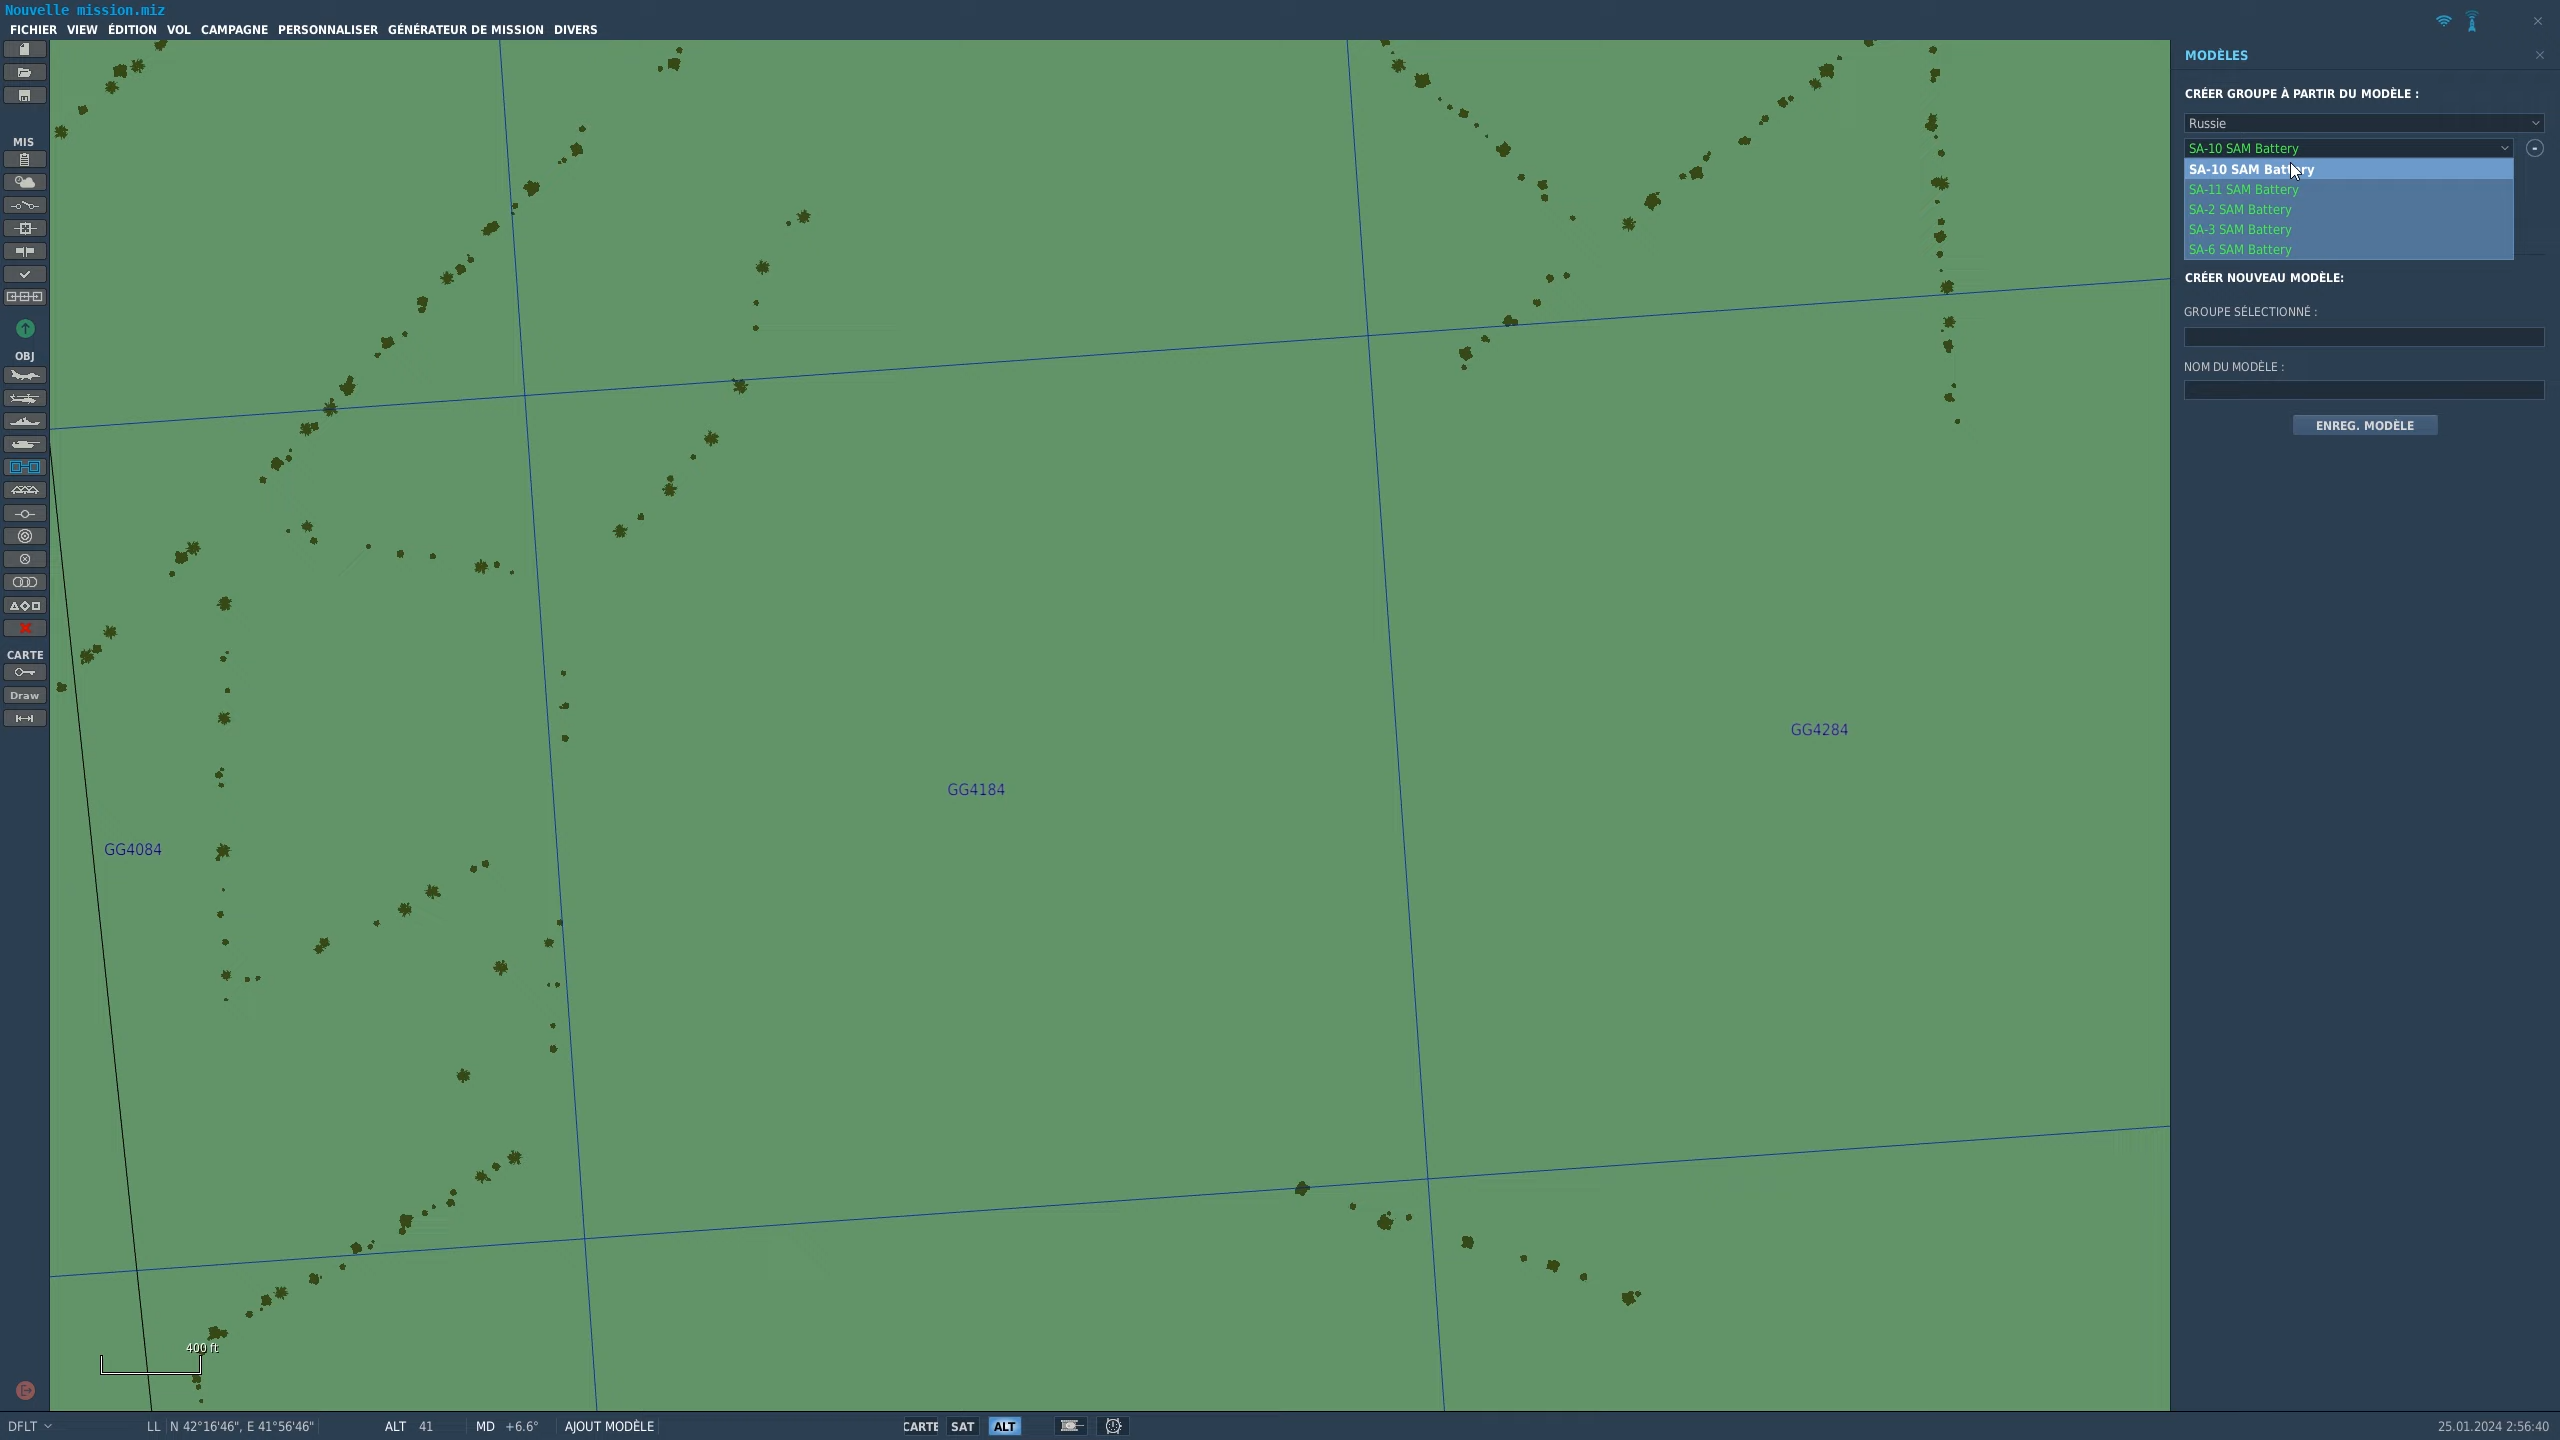 Nouvelle mission.miz
FICHIER VIEW ÉDITION VOL CAMPAGNE PERSONNALISER GÉNÉRATEUR DE MISSION DIVERS
MIS
OBJ
CARTE
Draw
MODÈLES
CRÉER GROUPE À PARTIR DU MODÈLE :
Russie
SA-10 SAM Battery
SA-10 SAM Battery
SA-11 SAM Battery
SA-2 SAM Battery
SA-3 SAM Battery
SA-6 SAM Battery
CRÉER NOUVEAU MODÈLE:
GROUPE SÉLECTIONNÉ :
NOM DU MODÈLE :
ENREG. MODÈLE
GG4284
GG4184
GG4084
400 ft
DFLT LL N 42°16'46", E 41°56'46" ALT 41 MD +6.6° AJOUT MODÈLE CARTE SAT ALT 25.01.2024 2:56:40